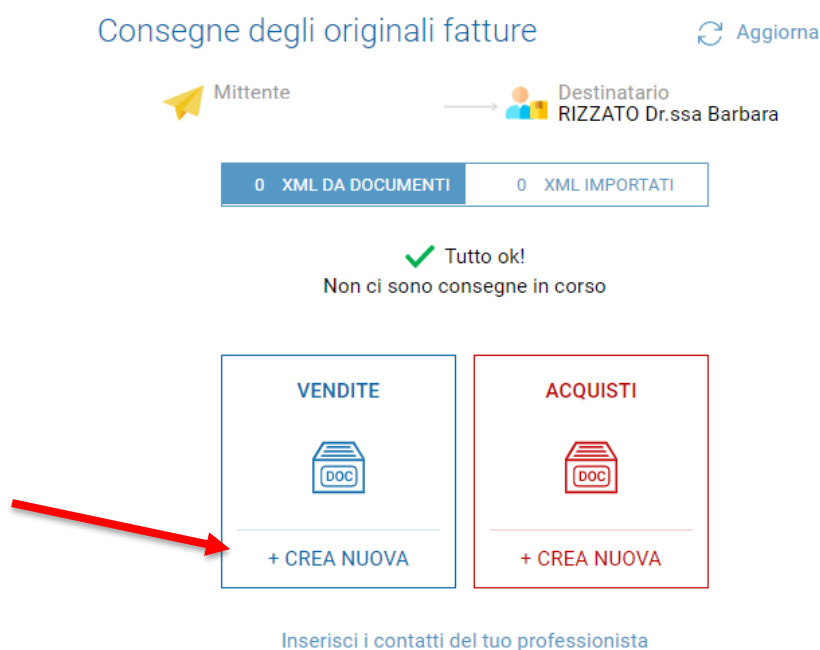 Consegne degli originali fatture
Aggiorna
Mittente
Destinatario
RIZZATO Dr.ssa Barbara
0 XML DA DOCUMENTI
0 XML IMPORTATI
Tutto ok!
Non ci sono consegne in corso
VENDITE
ACQUISTI
DOC
DOC
+ CREA NUOVA
+ CREA NUOVA
Inserisci i contatti del tuo professionista